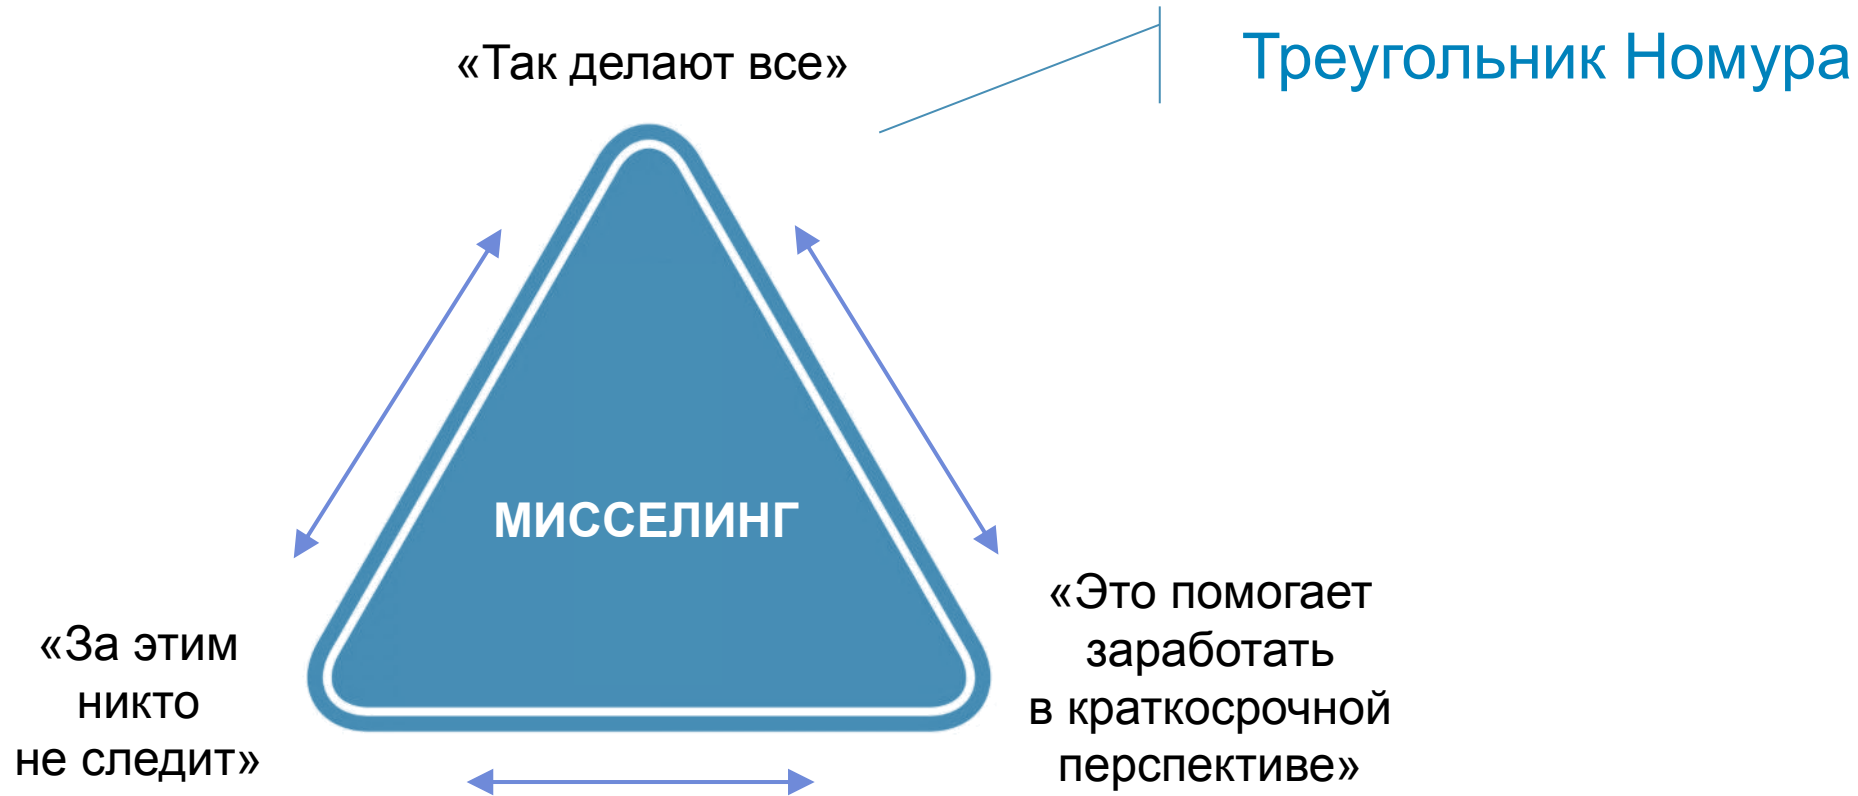 Треугольник Номура
«Так делают все»
МИССЕЛИНГ
«За этим
никто
не следит»
«Это помогает
заработать
в краткосрочной
перспективе»